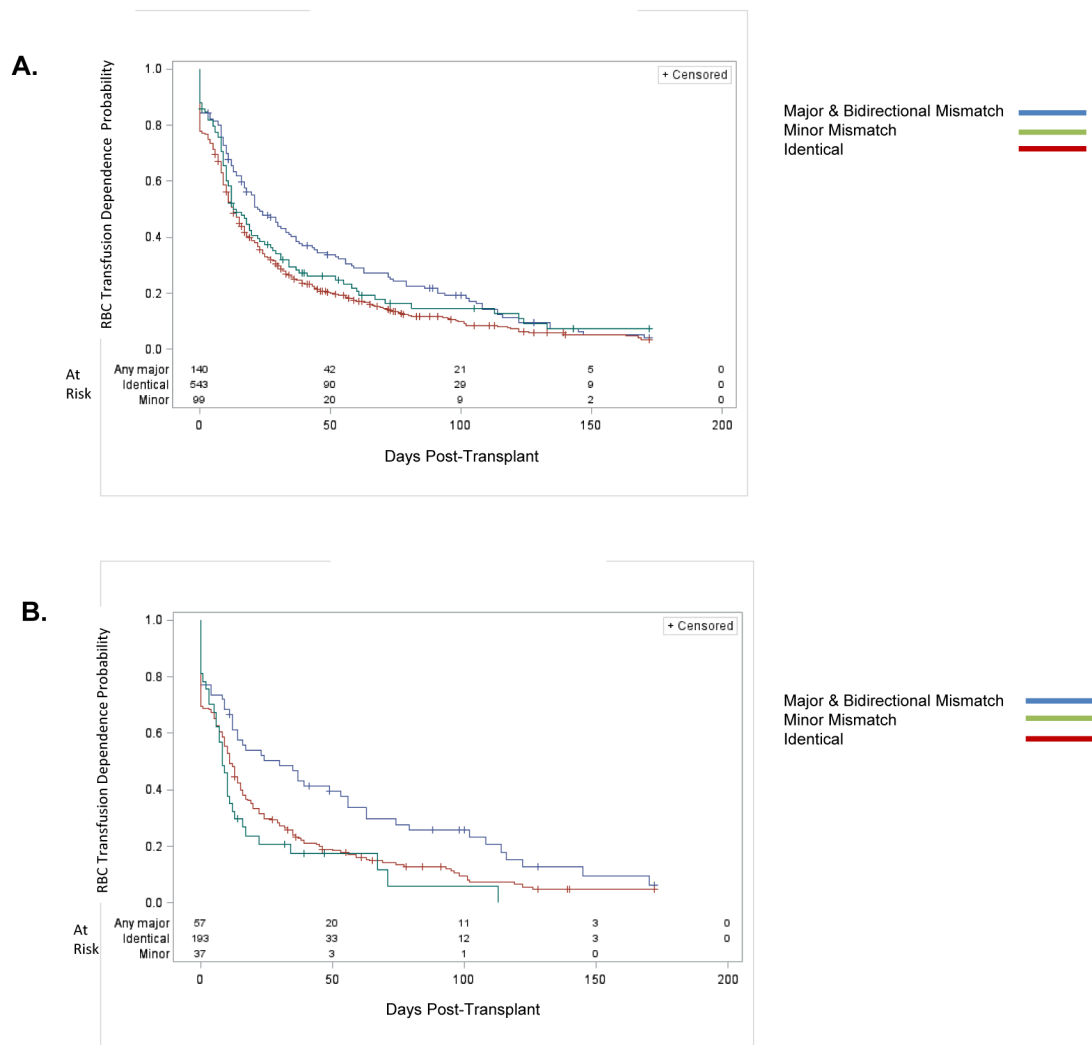 A.
RBC Transfusion Dependence Probability
1.0
0.8
0.6
0.4
0.2
0.0
+ Censored
Major & Bidirectional Mismatch
Minor Mismatch
Identical
At Risk
Any major 140 42 21 5 0
Identical 543 90 29 9 0
Minor 99 20 9 2 0
0 50 100 150 200
Days Post-Transplant
B.
RBC Transfusion Dependence Probability
1.0
0.8
0.6
0.4
0.2
0.0
+ Censored
Major & Bidirectional Mismatch
Minor Mismatch
Identical
At Risk
Any major 57 20 11 3 0
Identical 193 33 12 3 0
Minor 37 3 1 0
0 50 100 150 200
Days Post-Transplant